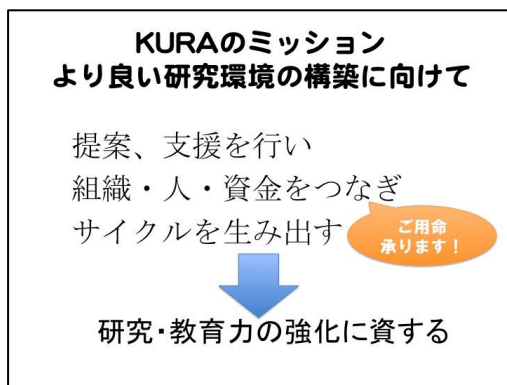 KURAのミッション
より良い研究環境の構築に向けて
提案、支援を行い
組織・人・資金をつなぎ
サイクルを生み出す
ご用命
承ります！
研究・教育力の強化に資する